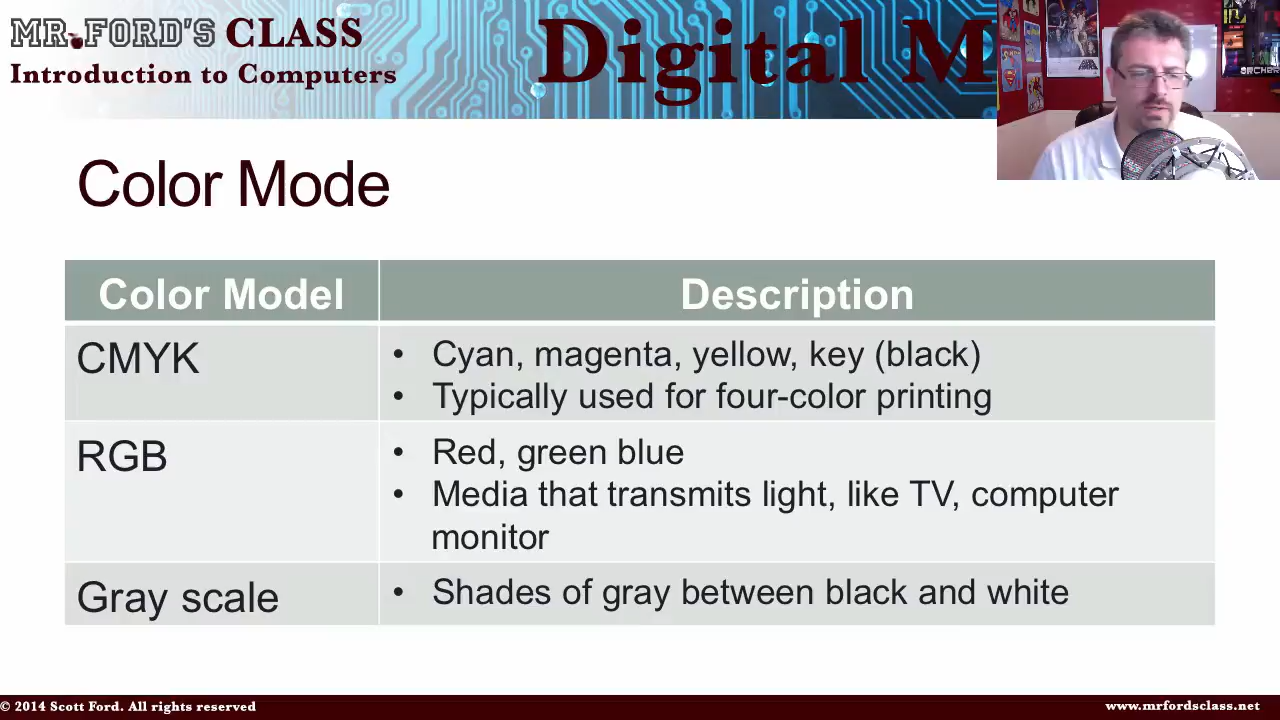 MR.FORD'S CLASS
Introduction to Computers
Digital M
ARCHER
Color Mode
Color Model Description
CMYK
• Cyan, magenta, yellow, key (black)
• Typically used for four-color printing
RGB
• Red, green blue
• Media that transmits light, like TV, computer
monitor
Gray scale
• Shades of gray between black and white
© 2014 Scott Ford. All rights reserved
www.mrfordsclass.net